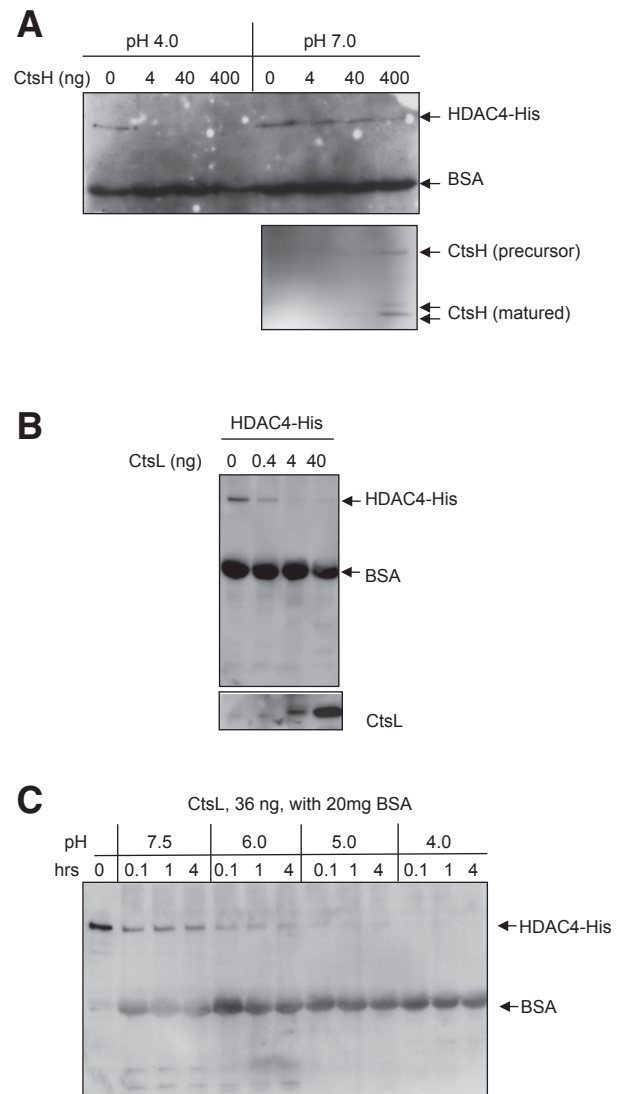 A
pH 4.0 pH 7.0
CtsH (ng) 0 4 40 400 0 4 40 400
HDAC4-His
BSA
CtsH (precursor)
CtsH (matured)
B
HDAC4-His
CtsL (ng) 0 0.4 4 40
HDAC4-His
BSA
CtsL
C
CtsL, 36 ng, with 20mg BSA
pH 7.5 6.0 5.0 4.0
hrs 0 0.1 1 4 0.1 1 4 0.1 1 4 0.1 1 4
HDAC4-His
BSA